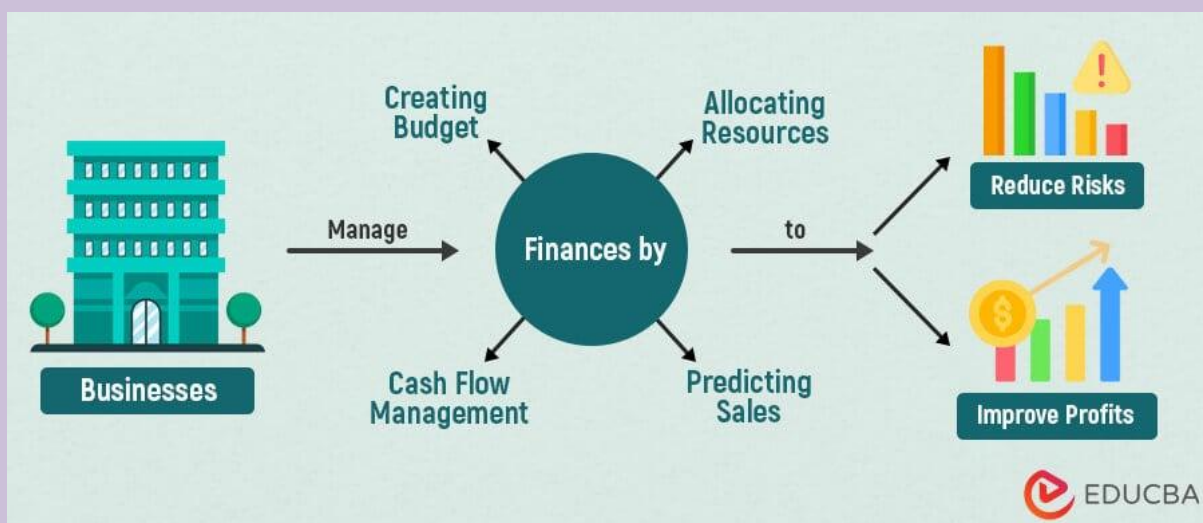 Creating
Budget
Allocating
Resources
Reduce Risks
Manage
Finances by
to
Businesses
Cash Flow
Management
Predicting
Sales
$
Improve Profits
EDUCBA